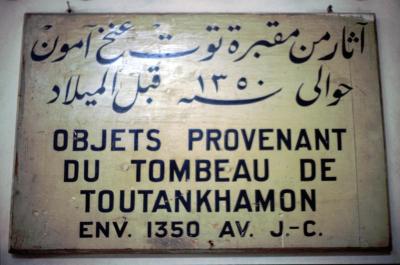 آثار من مقبرة توت عنخ آمون
حوالى سنه ١٣٥٠ قبل الميلاد
OBJETS PROVENANT
DU TOMBEAU DE
TOUTANKHAMON
ENV. 1350 AV. J.-C.